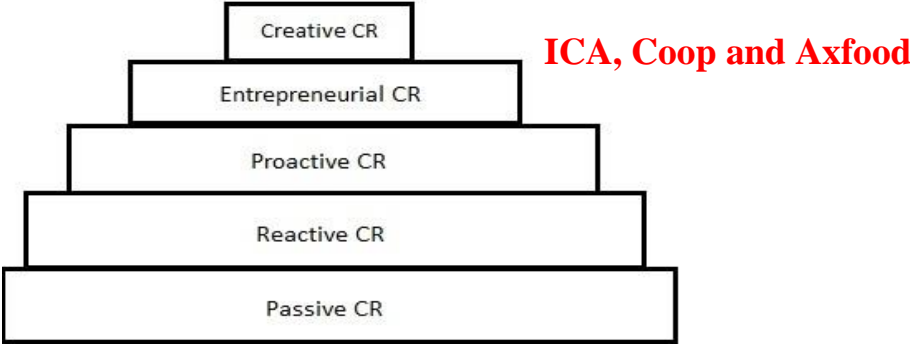 Creative CR
ICA, Coop and Axfood
Entrepreneurial CR
Proactive CR
Reactive CR
Passive CR